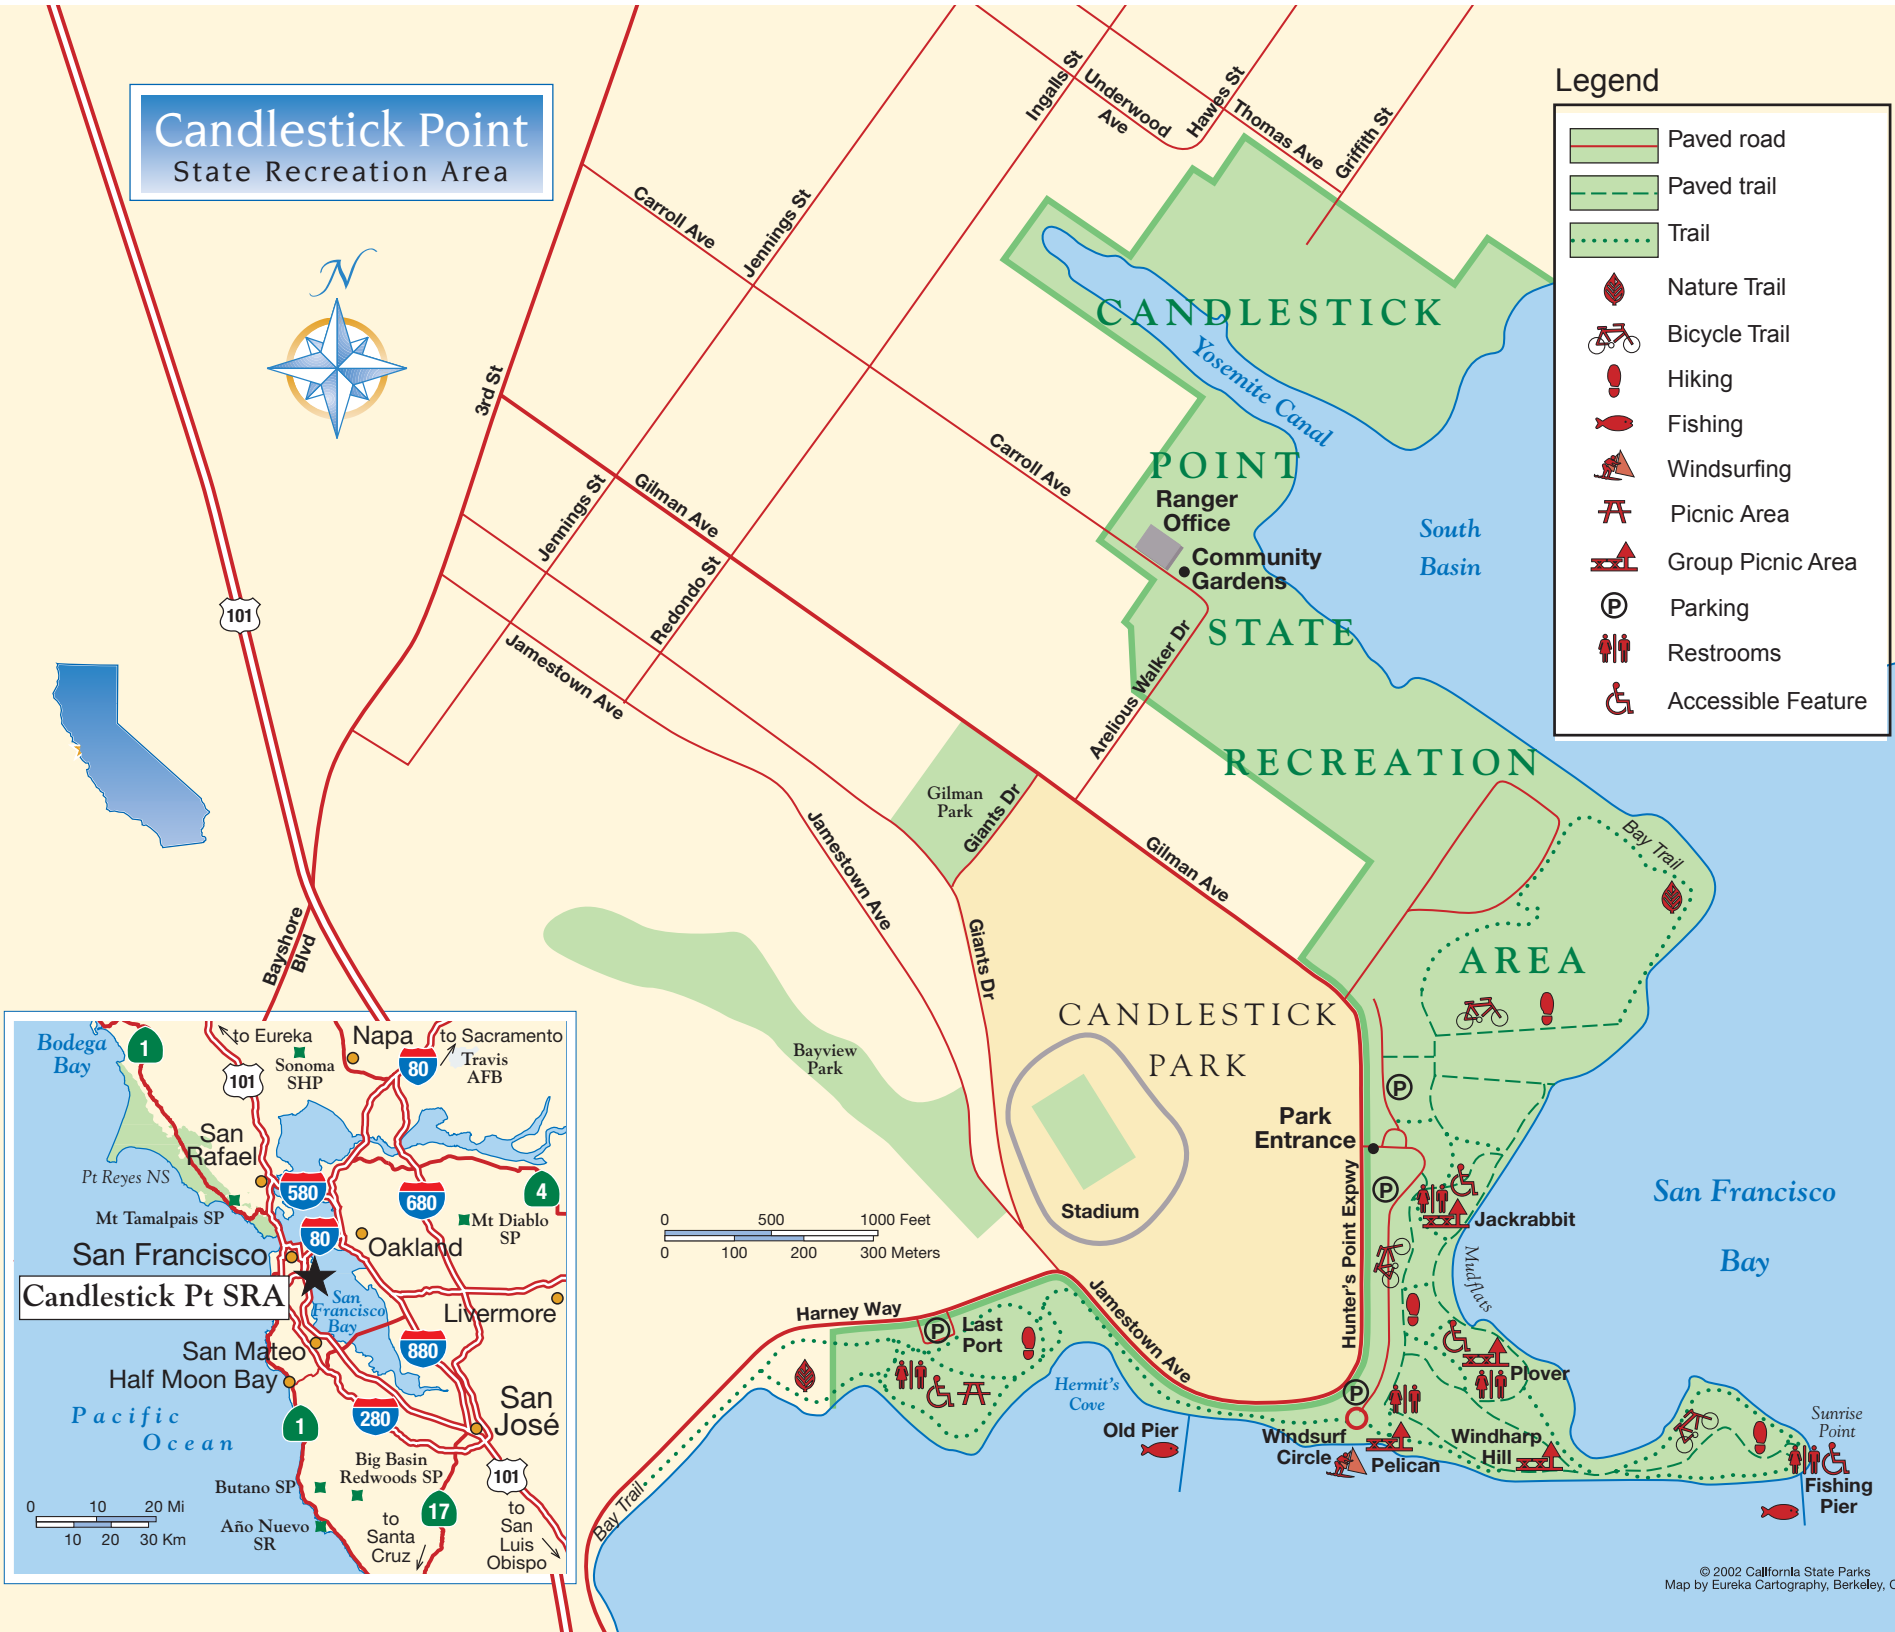 Candlestick Point
State Recreation Area
N
Legend
Paved road
Paved trail
Trail
Nature Trail
Bicycle Trail
Hiking
Fishing
Windsurfing
Picnic Area
Group Picnic Area
P
Parking
Restrooms
Accessible Feature
Ingalls St
Underwood
Ave
Hawes St
Thomas Ave
Griffith St
Carroll Ave
Jennings St
3rd St
CANDLESTICK
Yosemite Canal
POINT
Carroll Ave
Ranger
Office
Community
Gardens
South
Basin
STATE
Arelious Walker Dr
RECREATION
Gilman Ave
Jennings St
Redondo St
Jamestown Ave
101
Gilman
Park
Giants Dr
Jamestown Ave
Gilman Ave
Bay Trail
AREA
Giants Dr
Bayshore
Blvd
CANDLESTICK
PARK
Bayview
Park
P
Park
Entrance
P
Stadium
Hunter's Point Expwy
Jackrabbit
Mudflats
San Francisco
Bay
0 500 1000 Feet
0 100 200 300 Meters
Harney Way
P
Last
Port
Jamestown Ave
Hermit's
Cove
P
Plover
Old Pier
Windsurf
Circle
Pelican
Windharp
Hill
Sunrise
Point
Fishing
Pier
Bay Trail
Bodega
Bay
1
to Eureka
Napa
to Sacramento
101
Sonoma
SHP
80
Travis
AFB
San
Rafael
Pt Reyes NS
580
680
4
Mt Tamalpais SP
Mt Diablo
SP
80
San Francisco
Oakland
Candlestick Pt SRA
San
Francisco
Bay
Livermore
San Mateo
880
Half Moon Bay
Pacific
Ocean
1
280
San
José
Big Basin
Redwoods SP
101
Butano SP
0 10 20 Mi
10 20 30 Km
17
Año Nuevo
SR
to
Santa
Cruz
to
San
Luis
Obispo
© 2002 California State Parks
Map by Eureka Cartography, Berkeley, C